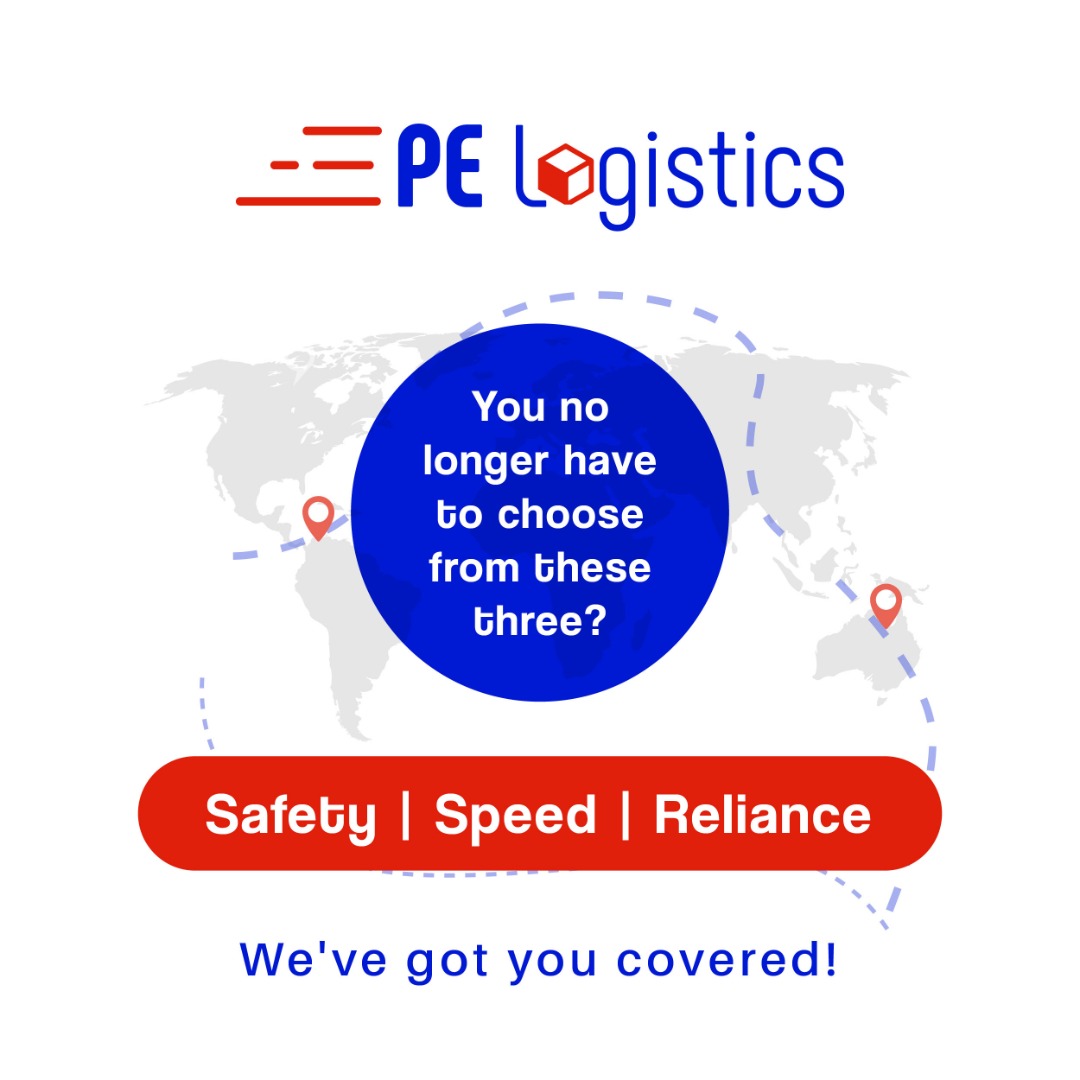 PE logistics
You no
longer have
to choose
from these
three?
Safety | Speed | Reliance
We've got you covered!